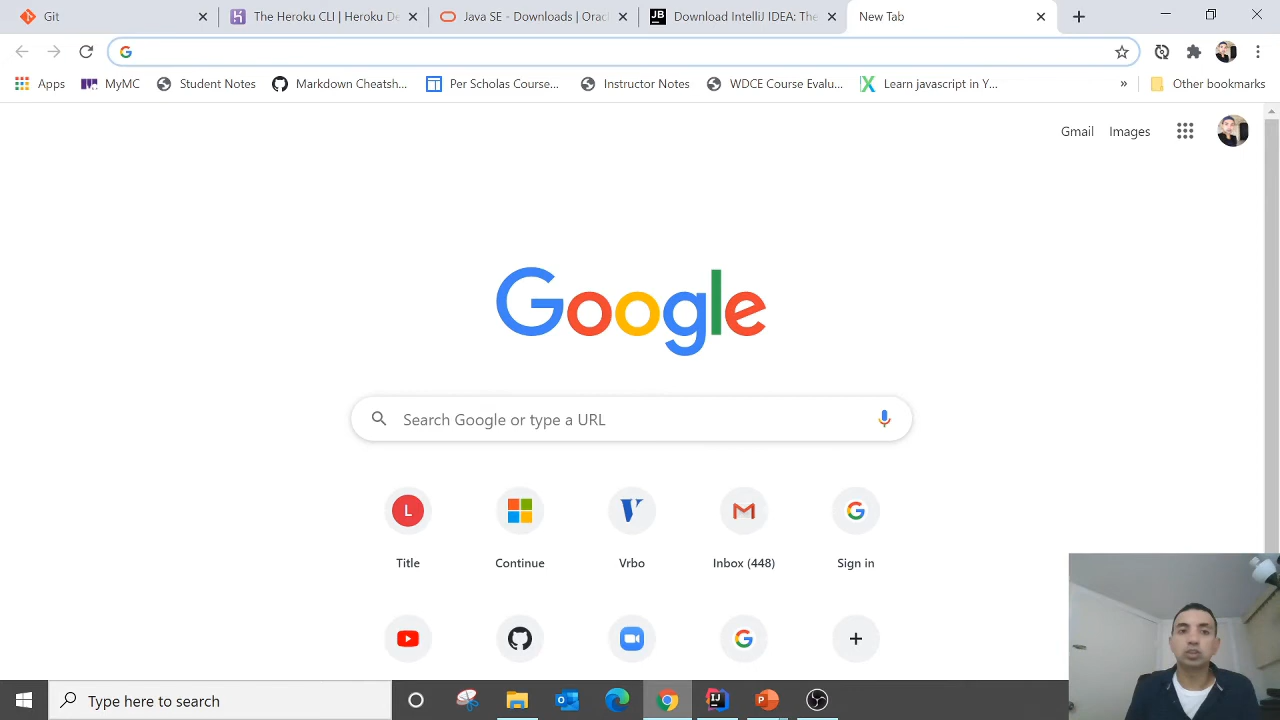 Git
The Heroku CLI | Heroku De
Java SE - Downloads | Orac
JB
Download IntelliJ IDEA: The
New Tab
Apps
MyMC
Student Notes
Markdown Cheatsh...
Per Scholas Course...
Instructor Notes
WDCE Course Evalu...
Learn javascript in Y...
»
Other bookmarks
Gmail
Images
Google
Search Google or type a URL
L
Title
Continue
Vrbo
Inbox (448)
Sign in
Type here to search